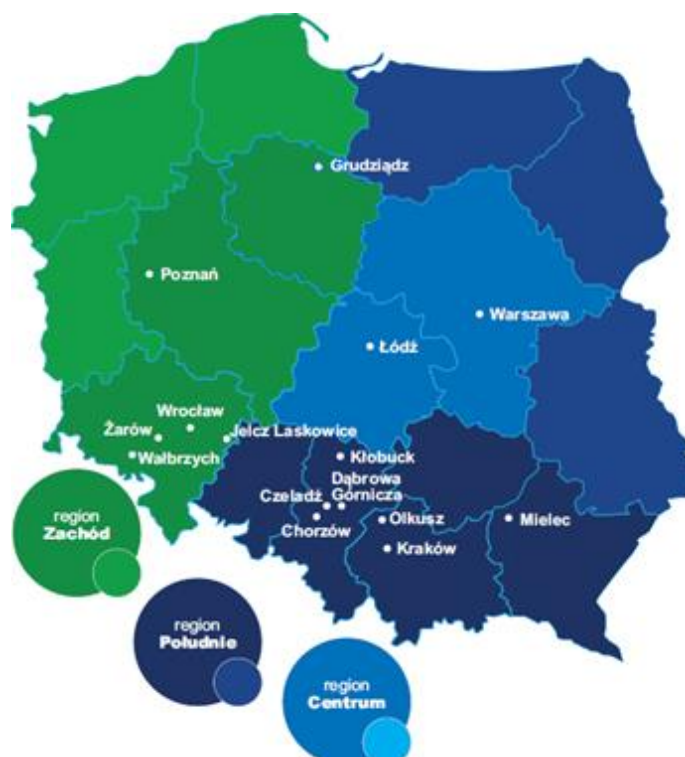 Grudziądz
Poznań
Warszawa
Łódź
Wrocław
Żarów
Jelcz Laskowice
Wałbrzych
Kłobuck
Dąbrowa
Górnicza
Czeladź
Chorzów
Olkusz
Mielec
Kraków
region
Zachód
region
Południe
region
Centrum